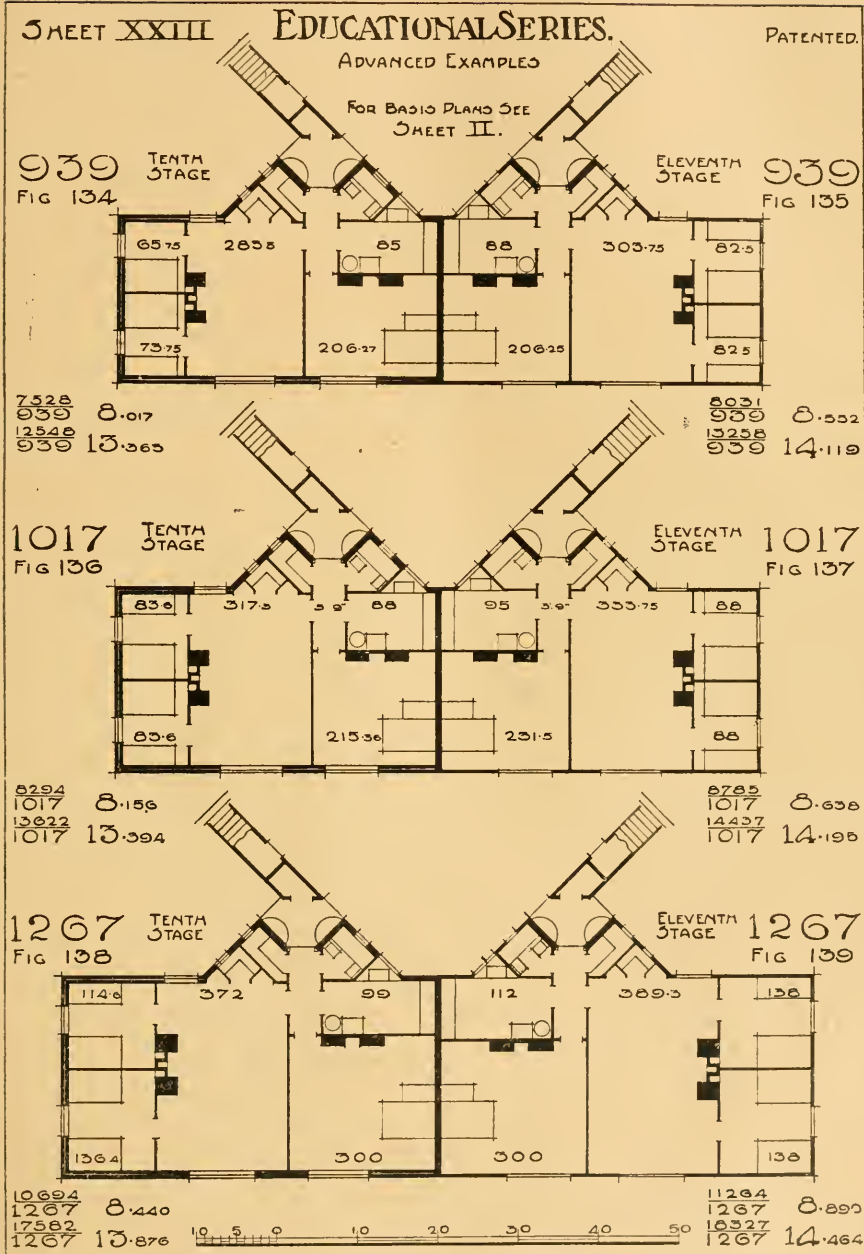 SHEET XXIII EDUCATIONAL SERIES. PATENTED.
ADVANCED EXAMPLES
FOR BASIS PLANS SEE
SHEET II.
939 TENTH STAGE ELEVENTH STAGE 939
FIG 134 FIG 135
65.75 283.5 85 88 303.75 82.5
73.75 206.27 206.25 82.5
7528/939 8.017 8031/939 8.552
12548/939 13.363 13258/939 14.119
1017 TENTH STAGE ELEVENTH STAGE 1017
FIG 136 FIG 137
83.6 317.5 3'.9" 88 95 3'.9" 333.75 88
83.6 215.36 231.5 88
8294/1017 8.156 8785/1017 8.638
13622/1017 13.394 14437/1017 14.195
1267 TENTH STAGE ELEVENTH STAGE 1267
FIG 138 FIG 139
114.6 372 99 112 389.3 138
136.4 300 300 138
10694/1267 8.440 11264/1267 8.890
17582/1267 13.876 18327/1267 14.464
10 5 0 10 20 30 40 50